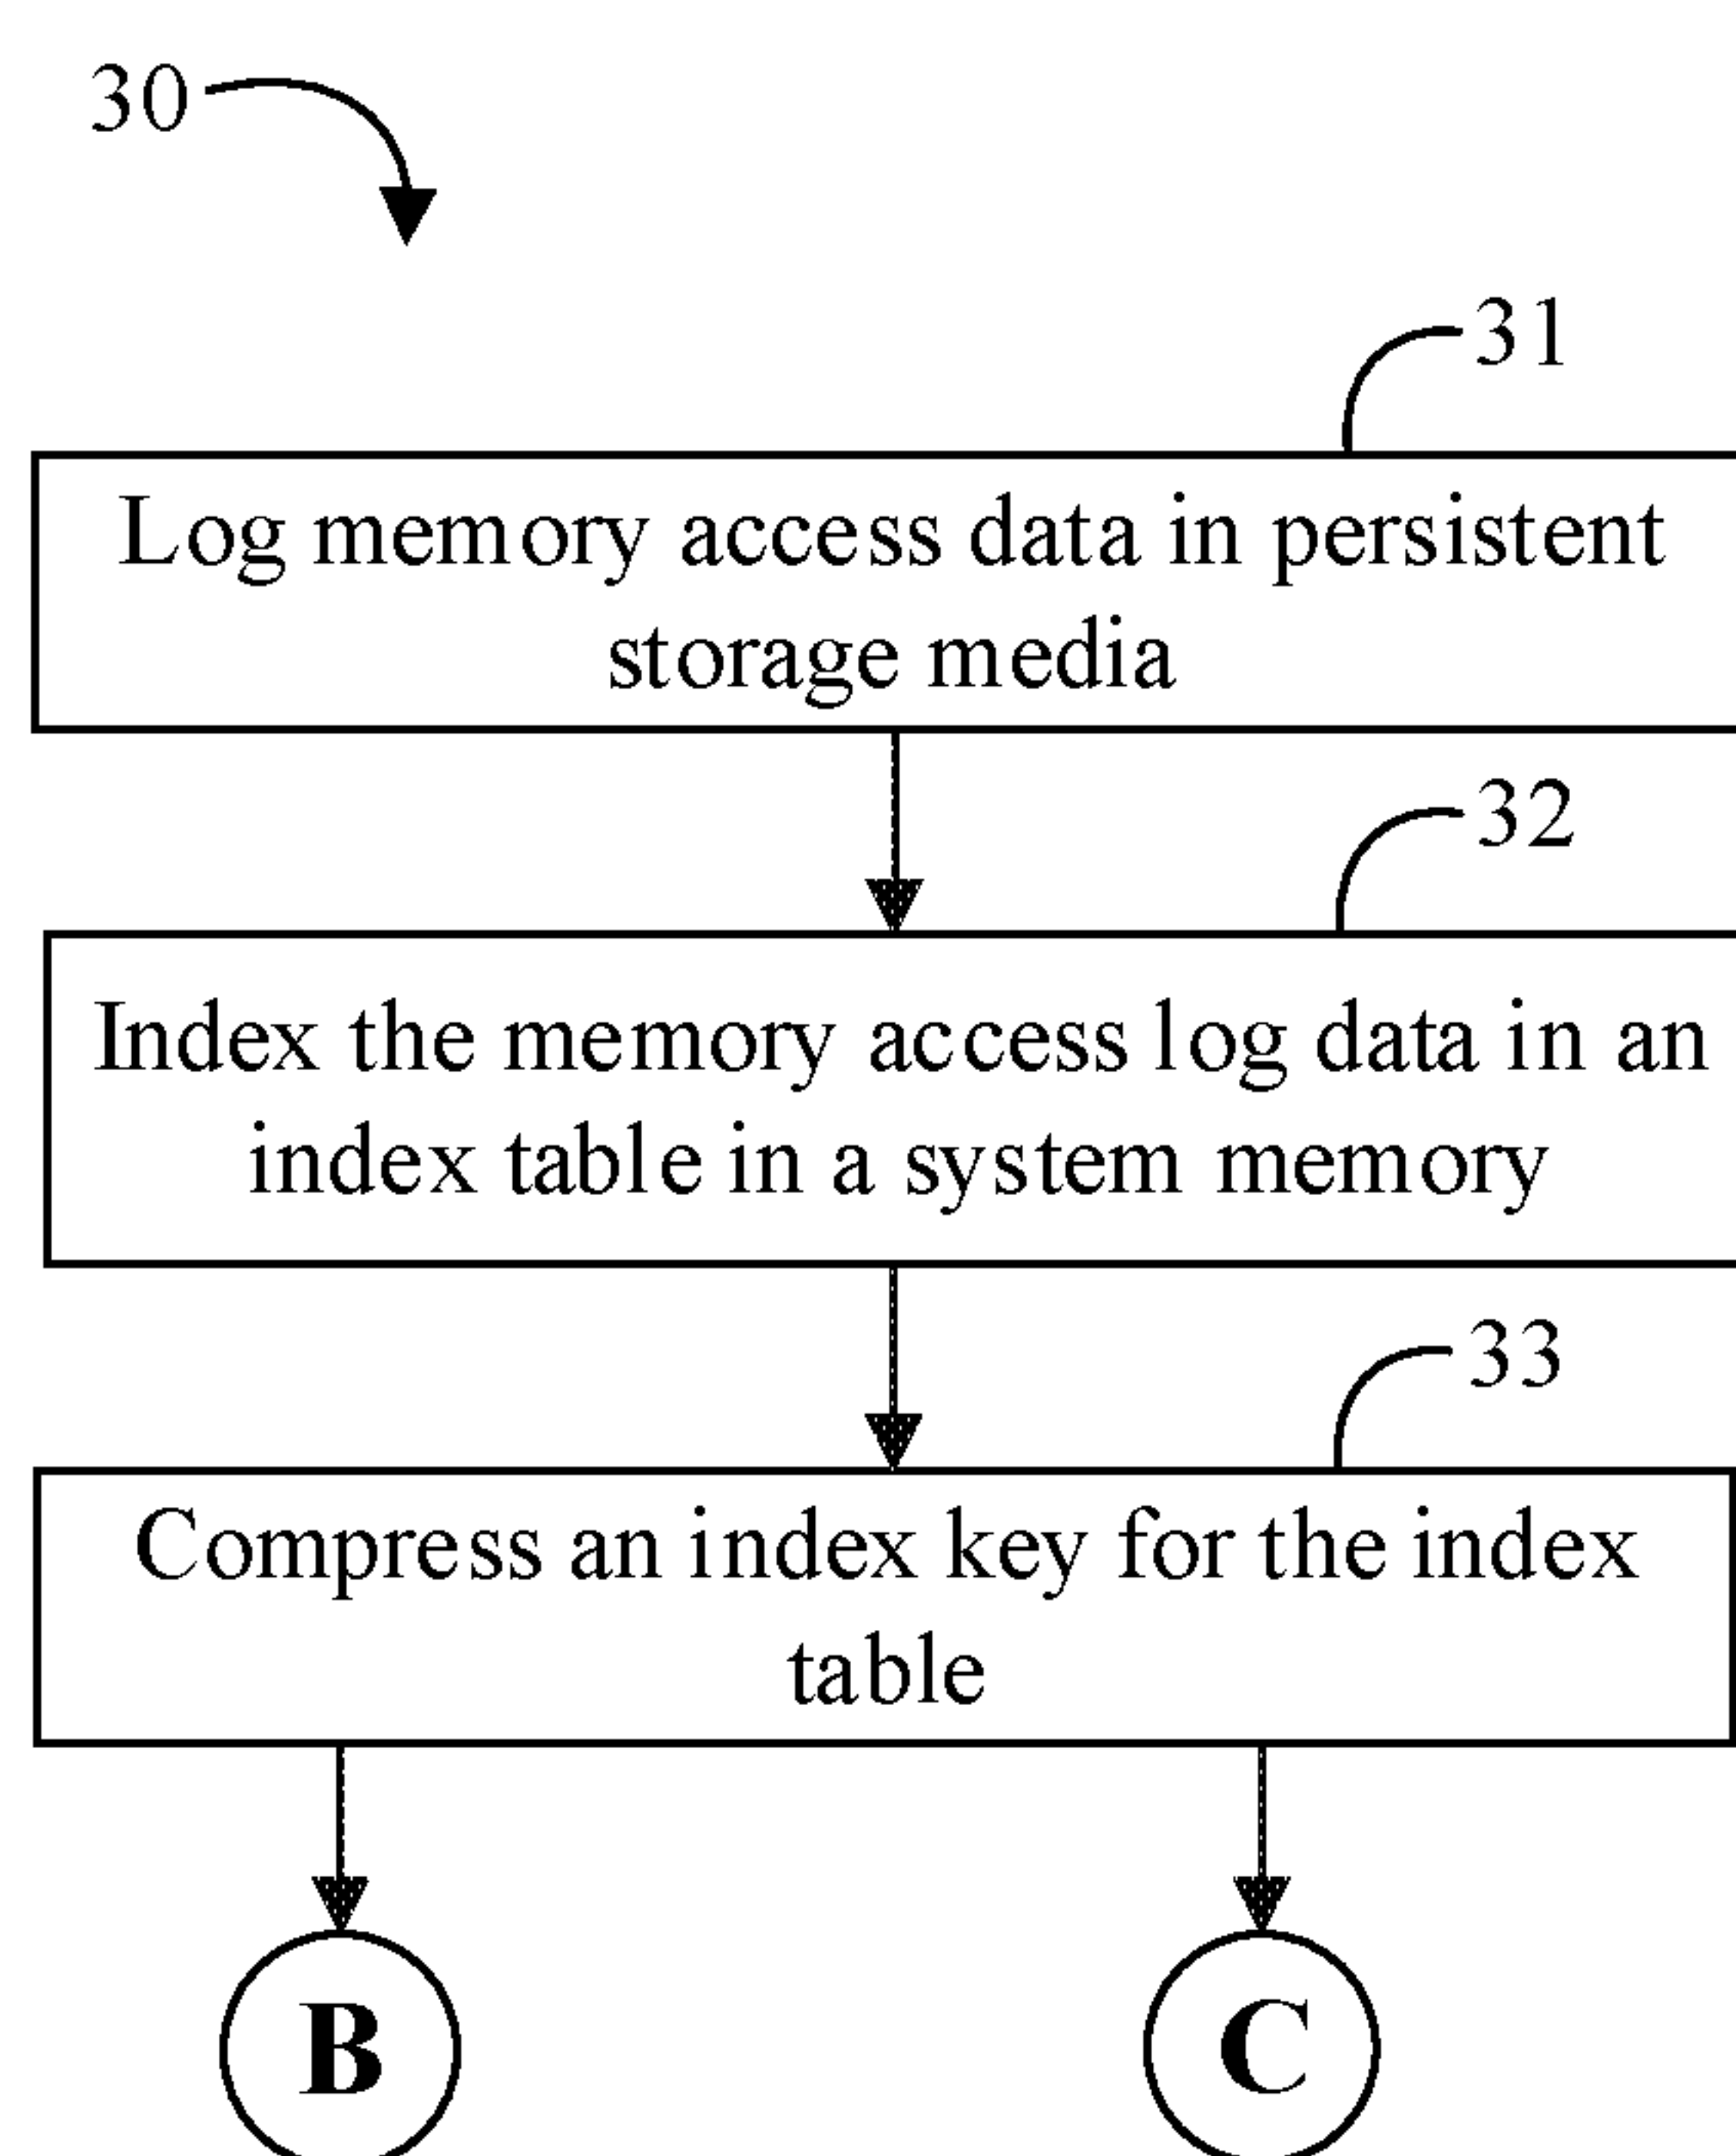 30
31
Log memory access data in persistent
storage media
32
Index the memory access log data in an
index table in a system memory
33
Compress an index key for the index
table
B
C